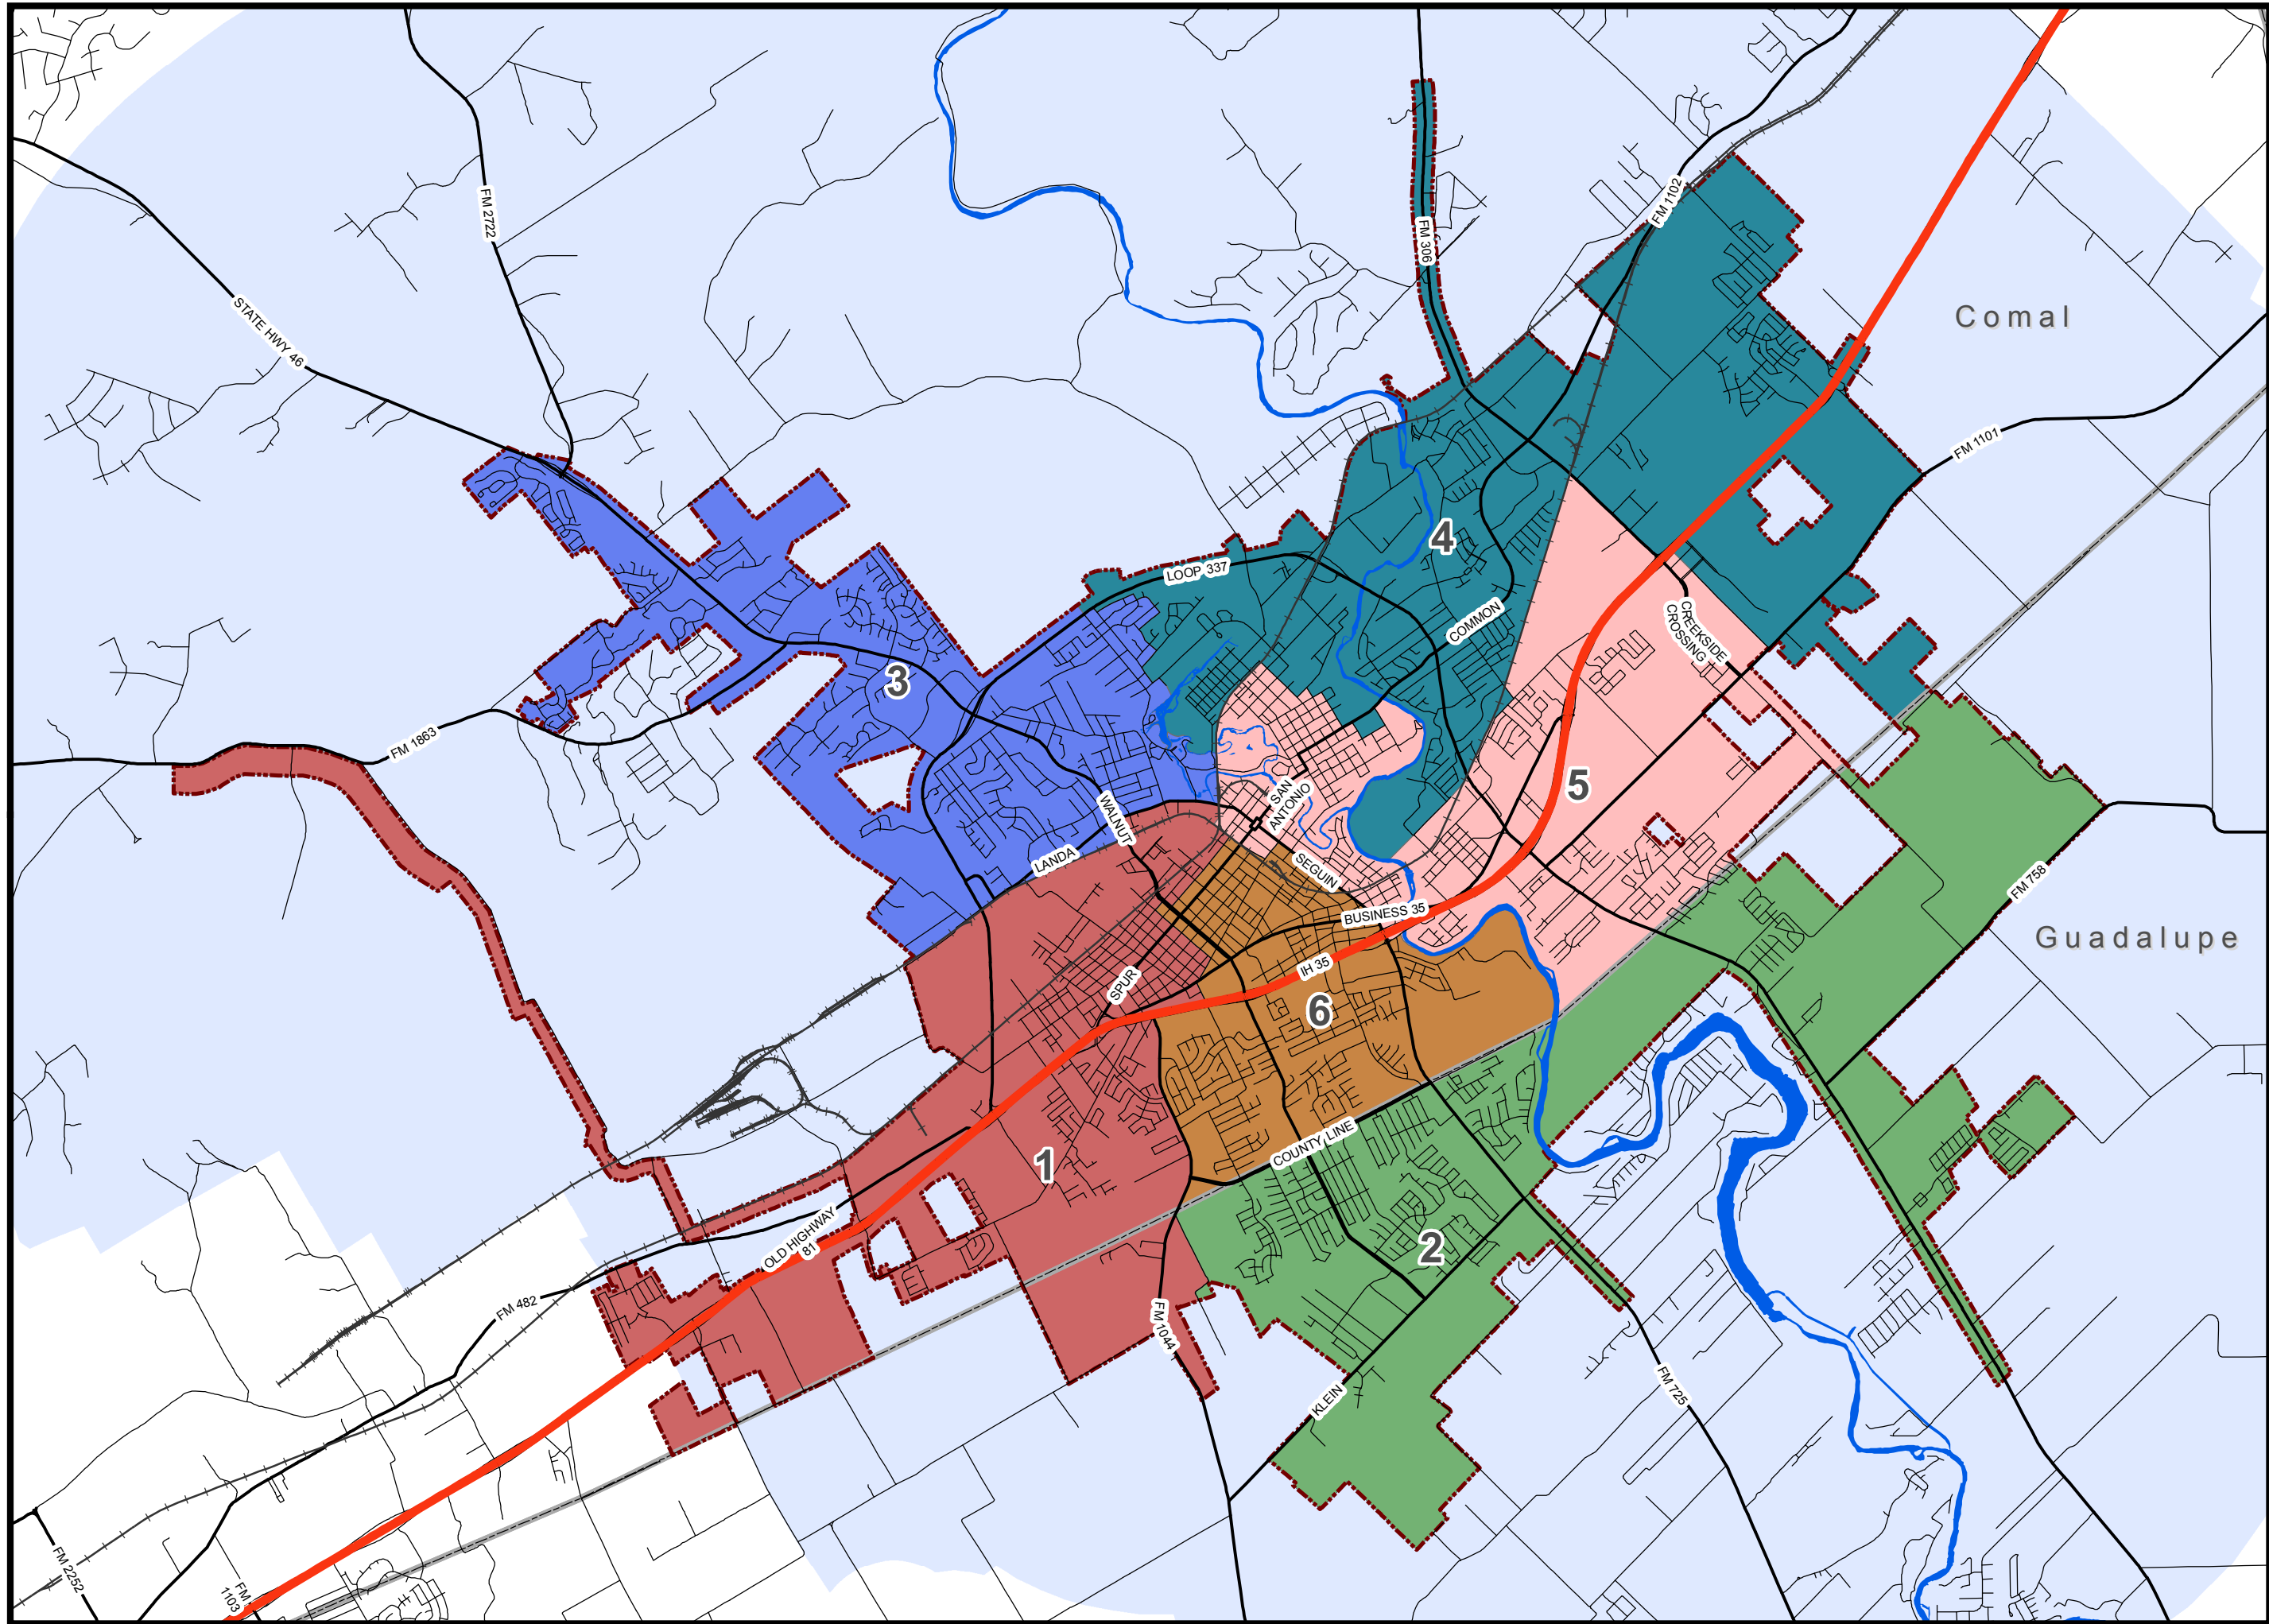 FM 2722
FM 306
FM 1102
STATE HWY 46
Comal
FM 1101
4
LOOP 337
COMMON
CREEKSIDE
CROSSING
3
FM 1863
5
SAN
ANTONIO
WALNUT
LANDA
SEGUIN
FM 758
BUSINESS 35
Guadalupe
IH 35
SPUR
6
COUNTY LINE
1
OLD HIGHWAY
81
2
FM 482
FM 1044
FM 725
KLEIN
FM 2252
FM
1103